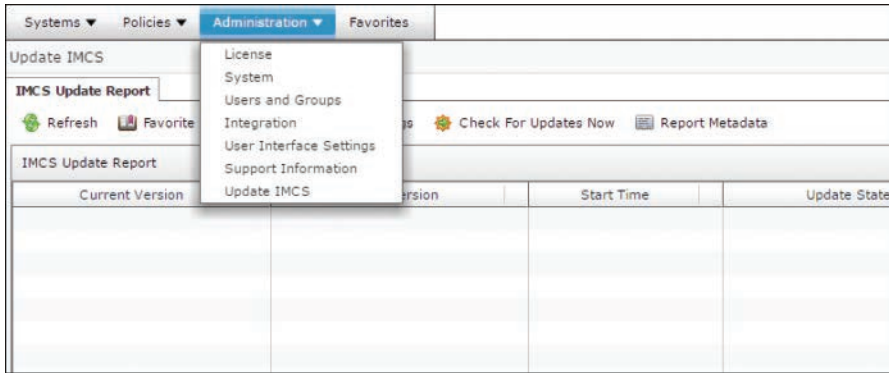 Systems ▼ Policies ▼ Administration ▼ Favorites
Update IMCS
License
System
Users and Groups
Integration
User Interface Settings
Support Information
Update IMCS
IMCS Update Report
Refresh Favorite Check For Updates Now Report Metadata
IMCS Update Report
Current Version Start Time Update State